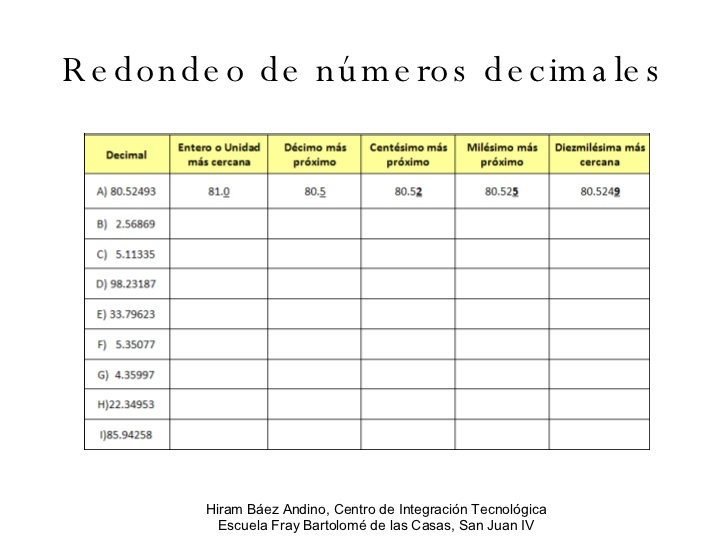 Redondeo de números decimales
Decimal
Entero o Unidad
más cercana
Décimo más
próximo
Centésimo más
próximo
Milésimo más
próximo
Diezmilésima más
cercana
A) 80.52493 81.0 80.5 80.52 80.525 80.5249
B) 2.56869
C) 5.11335
D) 98.23187
E) 33.79623
F) 5.35077
G) 4.35997
H)22.34953
I)85.94258
Hiram Báez Andino, Centro de Integración Tecnológica
Escuela Fray Bartolomé de las Casas, San Juan IV